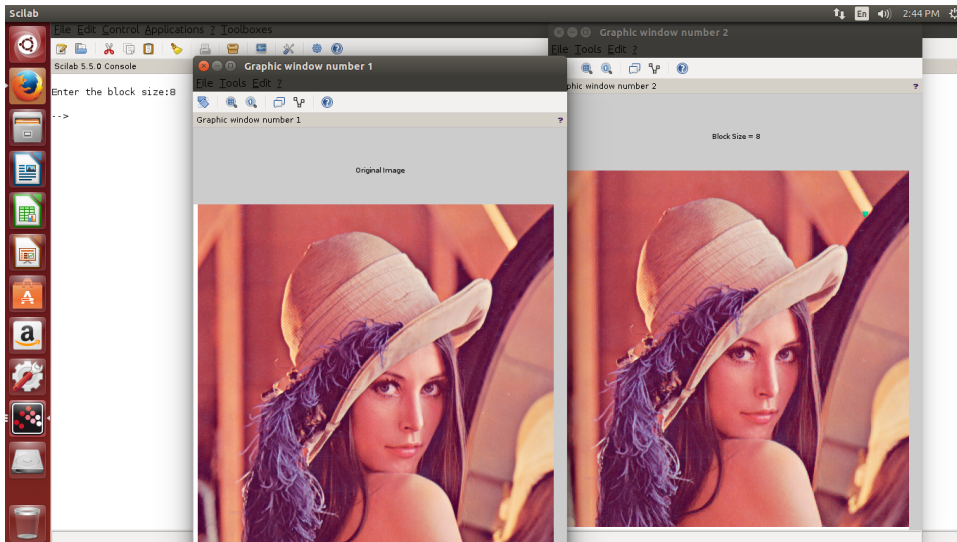 Scilab
En
2:44 PM
File Edit Control Applications ? Toolboxes
Scilab 5.5.0 Console
Enter the block size:8
-->
Graphic window number 1
File Tools Edit ?
Graphic window number 1
?
Original Image
Graphic window number 2
File Tools Edit ?
phic window number 2
?
Block Size = 8